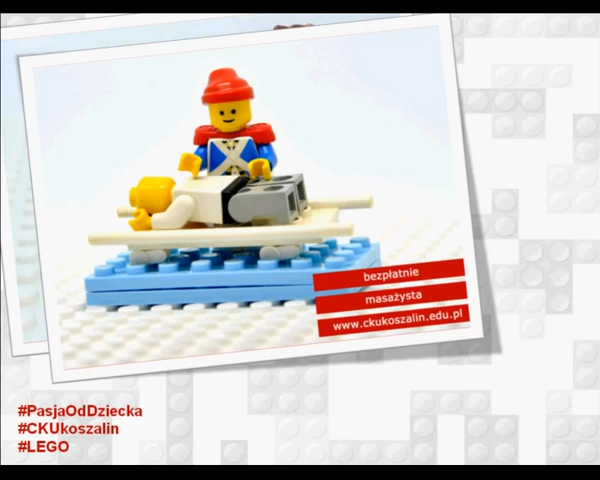 bezpłatnie
masażysta
www.ckukoszalin.edu.pl
#PasjaOdDziecka
#CKUkoszalin
#LEGO